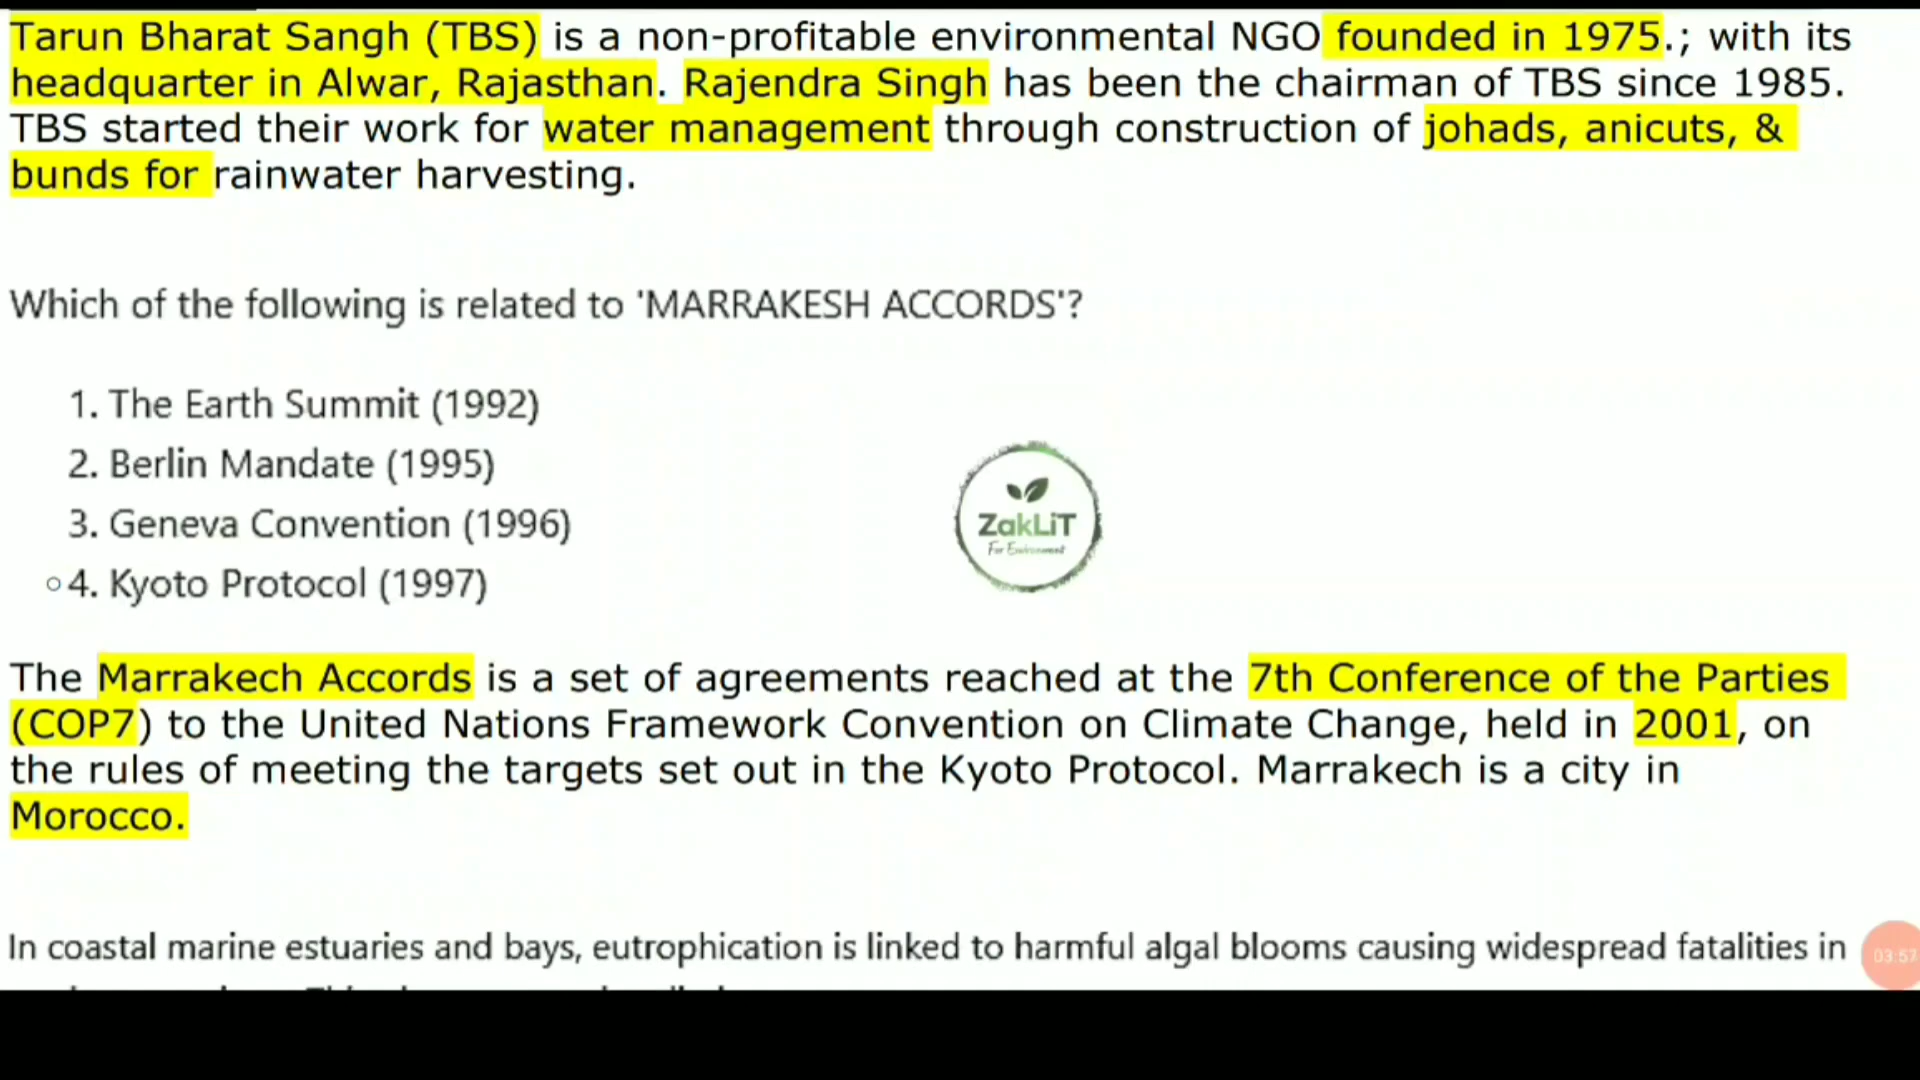 Tarun Bharat Sangh (TBS) is a non-profitable environmental NGO founded in 1975.; with its
headquarter in Alwar, Rajasthan. Rajendra Singh has been the chairman of TBS since 1985.
TBS started their work for water management through construction of johads, anicuts, &
bunds for rainwater harvesting.
Which of the following is related to 'MARRAKESH ACCORDS'?
1. The Earth Summit (1992)
2. Berlin Mandate (1995)
3. Geneva Convention (1996)
4. Kyoto Protocol (1997)
ZakLiT
For Environment
The Marrakech Accords is a set of agreements reached at the 7th Conference of the Parties
(COP7) to the United Nations Framework Convention on Climate Change, held in 2001, on
the rules of meeting the targets set out in the Kyoto Protocol. Marrakech is a city in
Morocco.
In coastal marine estuaries and bays, eutrophication is linked to harmful algal blooms causing widespread fatalities in
03:57